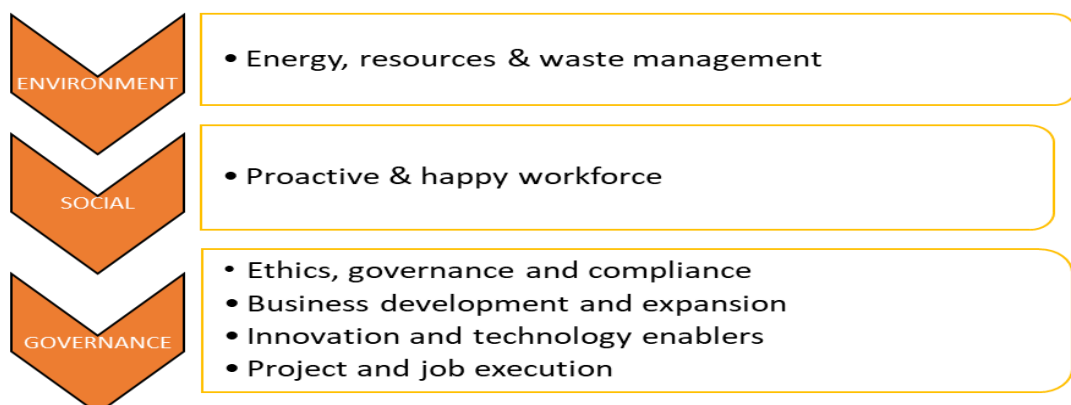 ENVIRONMENT
• Energy, resources & waste management
SOCIAL
• Proactive & happy workforce
GOVERNANCE
• Ethics, governance and compliance
• Business development and expansion
• Innovation and technology enablers
• Project and job execution